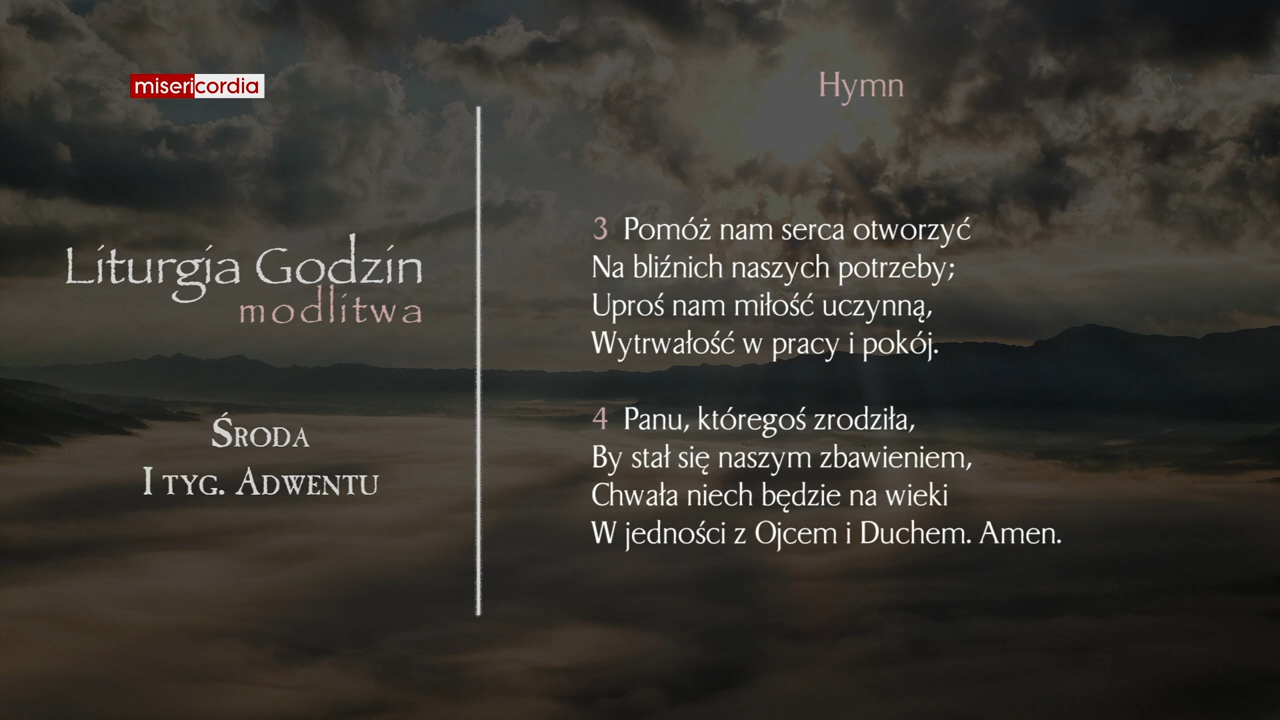 misericordia
Liturgia Godzin
modlitwa
Środa
I tyg. Adwentu
Hymn
3 Pomóż nam serca otworzyć
Na bliźnich naszych potrzeby;
Uproś nam miłość uczynną,
Wytrwałość w pracy i pokój.
4 Panu, któregoś zrodziła,
By stał się naszym zbawieniem,
Chwała niech będzie na wieki
W jedności z Ojcem i Duchem. Amen.